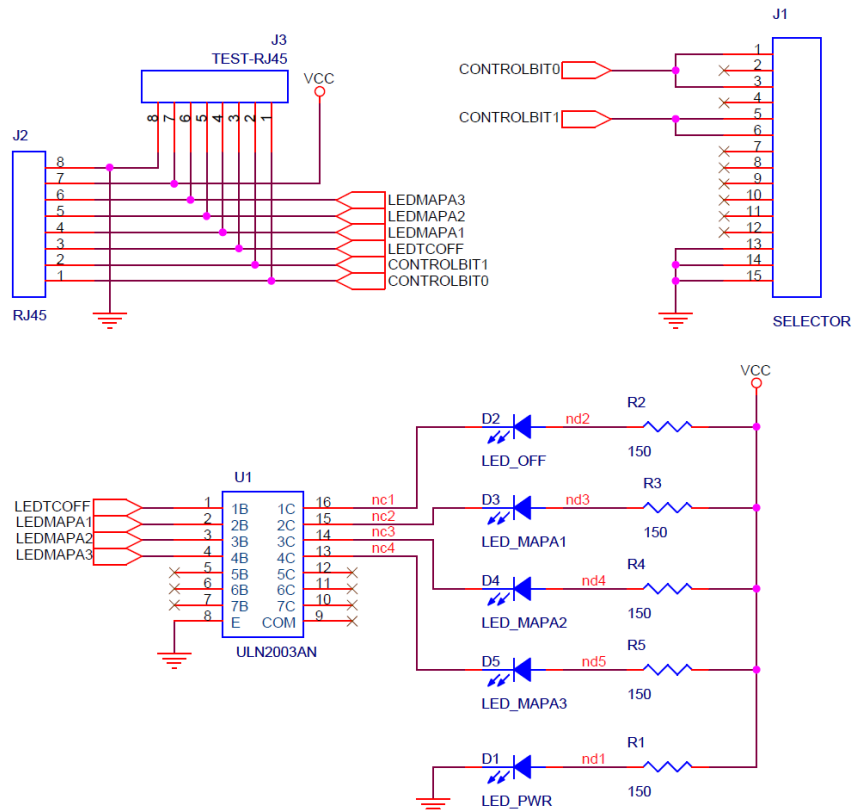 J3
TEST-RJ45
VCC
8 7 6 5 4 3 2 1
J2
8
7
6
5
4
3
2
1
LEDMAPA3
LEDMAPA2
LEDMAPA1
LEDTCOFF
CONTROLBIT1
CONTROLBIT0
RJ45
J1
CONTROLBIT0
CONTROLBIT1
1
2
3
4
5
6
7
8
9
10
11
12
13
14
15
SELECTOR
U1
LEDTCOFF 1 1B 1C 16 nc1
LEDMAPA1 2 2B 2C 15 nc2
LEDMAPA2 3 3B 3C 14 nc3
LEDMAPA3 4 4B 4C 13 nc4
5 5B 5C 12
6 6B 6C 11
7 7B 7C 10
8 E COM 9
ULN2003AN
VCC
D2 nd2 R2
LED_OFF 150
D3 nd3 R3
LED_MAPA1 150
D4 nd4 R4
LED_MAPA2 150
D5 nd5 R5
LED_MAPA3 150
D1 nd1 R1
LED_PWR 150